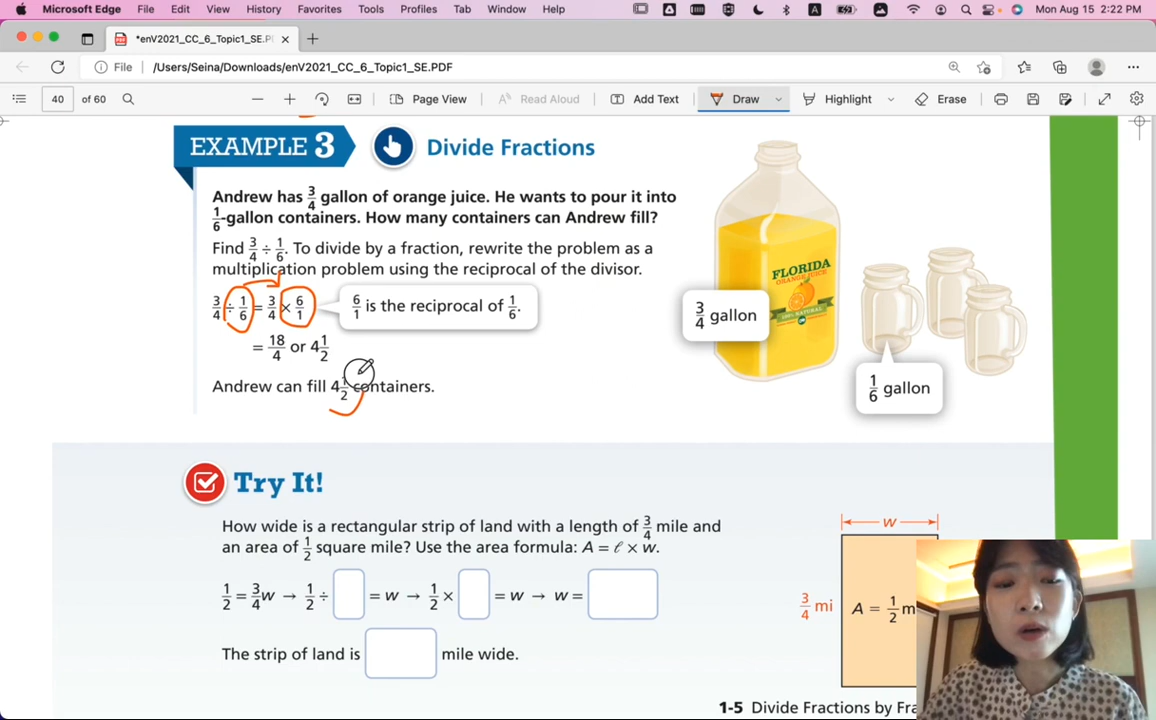 Microsoft Edge File Edit View History Favorites Tools Profiles Tab Window Help A Mon Aug 15 2:22 PM
*enV2021_CC_6_Topic1_SE.P
File /Users/Seina/Downloads/enV2021_CC_6_Topic1_SE.PDF
40 of 60 Page View Read Aloud Add Text Draw Highlight Erase
EXAMPLE 3 Divide Fractions
Andrew has 3/4 gallon of orange juice. He wants to pour it into
1/6-gallon containers. How many containers can Andrew fill?
Find 3/4 ÷ 1/6. To divide by a fraction, rewrite the problem as a
multiplication problem using the reciprocal of the divisor.
3/4 ÷ 1/6 = 3/4 × 6/1
6/1 is the reciprocal of 1/6.
= 18/4 or 4 1/2
Andrew can fill 4 1/2 containers.
FLORIDA
ORANGE JUICE
100% NATURAL
3/4 gallon
1/6 gallon
Try It!
How wide is a rectangular strip of land with a length of 3/4 mile and
an area of 1/2 square mile? Use the area formula: A = ℓ × w.
1/2 = 3/4 w → 1/2 ÷ = w → 1/2 × = w → w =
The strip of land is mile wide.
w
3/4 mi
A = 1/2 m
1-5 Divide Fractions by Fra